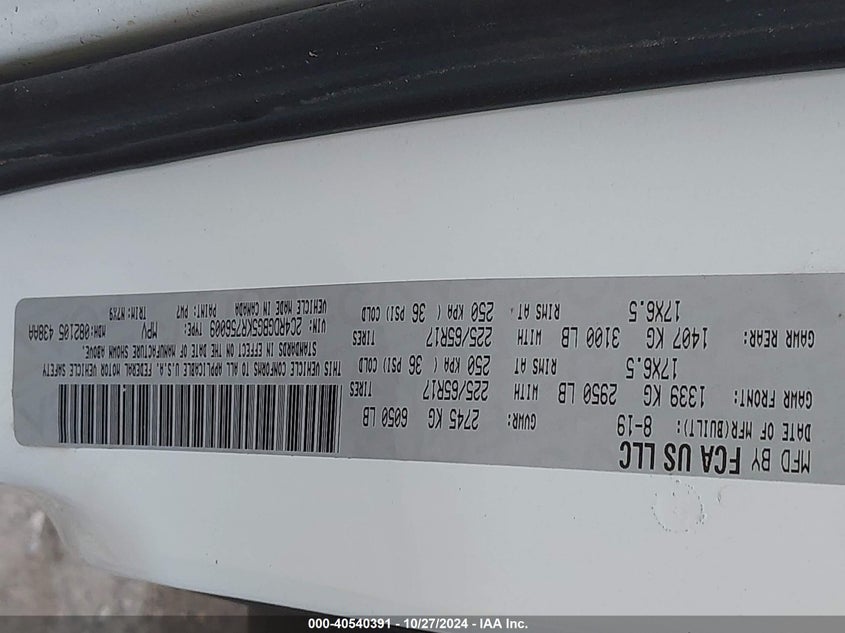 MFD BY FCA US LLC
DATE OF MFR(BUILT): 8-19 GVWR: 2745 KG 6050 LB
GAWR FRONT: 1339 KG 2950 LB WITH 225/65R17 TIRES
17X6.5 RIMS AT 250 KPA ( 36 PSI) COLD
GAWR REAR: 1407 KG 3100 LB WITH 225/65R17 TIRES
17X6.5 RIMS AT 250 KPA ( 36 PSI) COLD
THIS VEHICLE CONFORMS TO ALL APPLICABLE U.S.A. FEDERAL MOTOR VEHICLE SAFETY
STANDARDS IN EFFECT ON THE DATE OF MANUFACTURE SHOWN ABOVE.
VIN: 2C4RDGBG5KR756009 TYPE: MPV MDH:082105 438AA
VEHICLE MADE IN CANADA PAINT: PW7 TRIM:H7X9
000-40540391 - 10/27/2024 - IAA Inc.